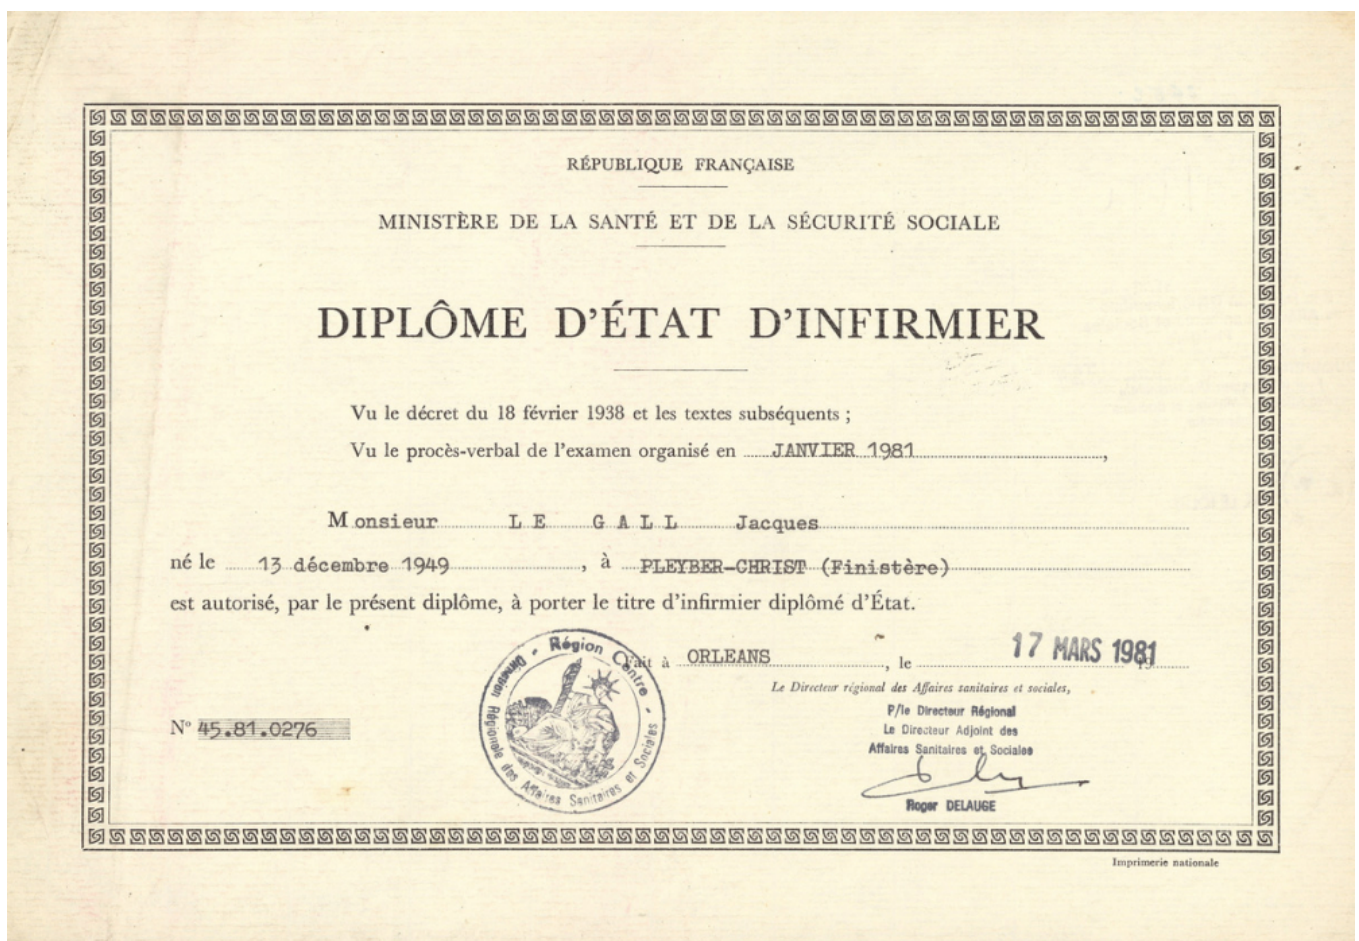 RÉPUBLIQUE FRANÇAISE
MINISTÈRE DE LA SANTÉ ET DE LA SÉCURITÉ SOCIALE
DIPLÔME D'ÉTAT D'INFIRMIER
Vu le décret du 18 février 1938 et les textes subséquents ;
Vu le procès-verbal de l'examen organisé en JANVIER 1981,
Monsieur LE GALL Jacques
né le 13 décembre 1949, à PLEYBER-CHRIST (Finistère)
est autorisé, par le présent diplôme, à porter le titre d'infirmier diplômé d'État.
Fait à ORLEANS, le 17 MARS 1981
Le Directeur régional des Affaires sanitaires et sociales,
P/le Directeur Régional
Le Directeur Adjoint des
Affaires Sanitaires et Sociales
Roger DELAUGE
N° 45.81.0276
Région Centre - Direction Régionale des Affaires Sanitaires et Sociales -
Imprimerie nationale